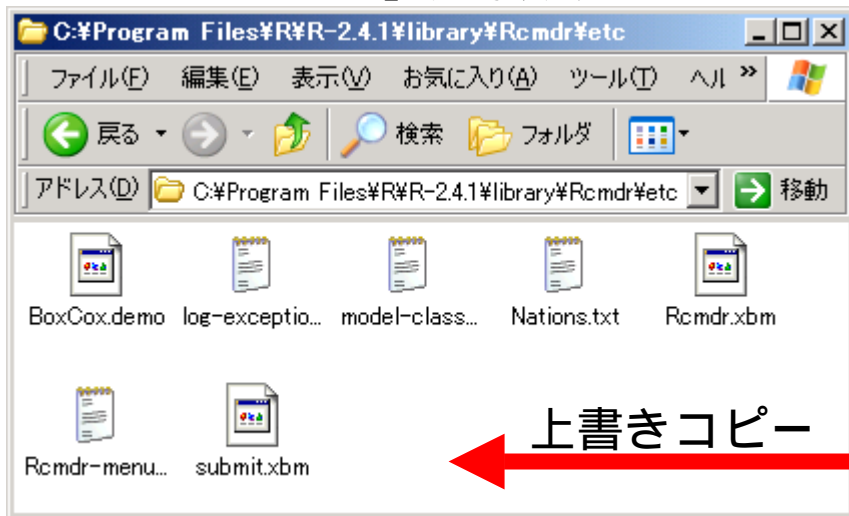 C:¥Program Files¥R¥R-2.4.1¥library¥Rcmdr¥etc
ファイル(F) 編集(E) 表示(V) お気に入り(A) ツール(T) ヘル »
戻る 検索 フォルダ
アドレス(D) C:¥Program Files¥R¥R-2.4.1¥library¥Rcmdr¥etc 移動
BoxCox.demo log-exceptio... model-class... Nations.txt Rcmdr.xbm
上書きコピー
Rcmdr-menu... submit.xbm